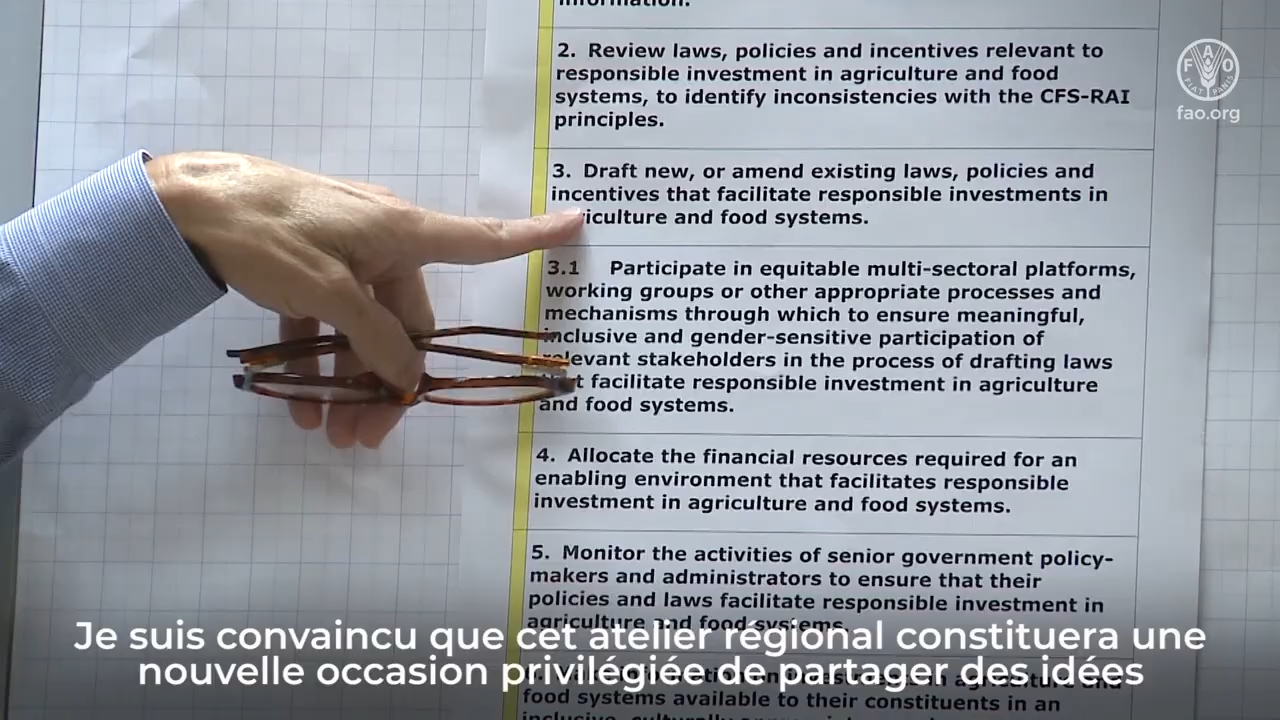 information.
2. Review laws, policies and incentives relevant to
responsible investment in agriculture and food
systems, to identify inconsistencies with the CFS-RAI
principles.
3. Draft new, or amend existing laws, policies and
incentives that facilitate responsible investments in
agriculture and food systems.
3.1 Participate in equitable multi-sectoral platforms,
working groups or other appropriate processes and
mechanisms through which to ensure meaningful,
inclusive and gender-sensitive participation of
relevant stakeholders in the process of drafting laws
that facilitate responsible investment in agriculture
and food systems.
4. Allocate the financial resources required for an
enabling environment that facilitates responsible
investment in agriculture and food systems.
5. Monitor the activities of senior government policy-
makers and administrators to ensure that their
policies and laws facilitate responsible investment in
agriculture and food systems.
agriculture and
food systems available to their constituents in an
inclusive, culturally
FAO
FIAT PANIS
fao.org
Je suis convaincu que cet atelier régional constituera une
nouvelle occasion privilégiée de partager des idées